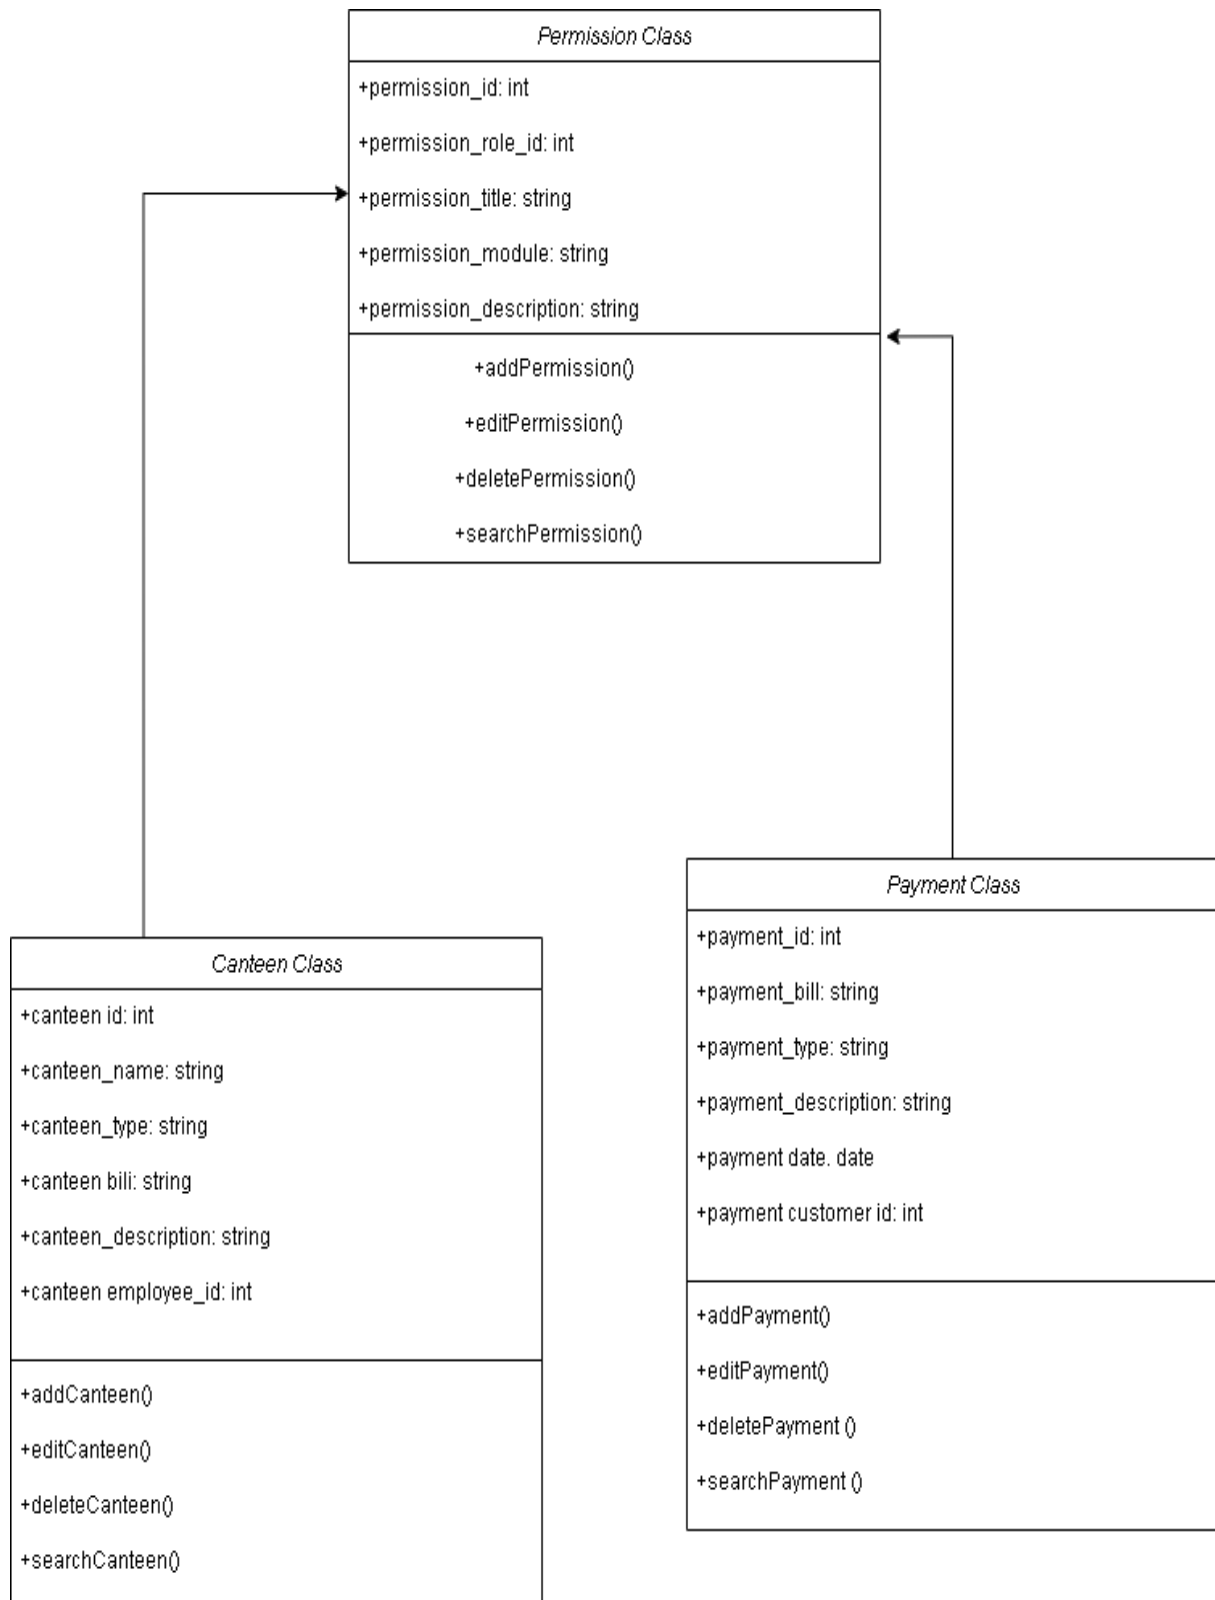 Permission Class
+permission_id: int
+permission_role_id: int
+permission_title: string
+permission_module: string
+permission_description: string
+addPermission()
+editPermission()
+deletePermission()
+searchPermission()
Canteen Class
+canteen id: int
+canteen_name: string
+canteen_type: string
+canteen bili: string
+canteen_description: string
+canteen employee_id: int
+addCanteen()
+editCanteen()
+deleteCanteen()
+searchCanteen()
Payment Class
+payment_id: int
+payment_bill: string
+payment_type: string
+payment_description: string
+payment date. date
+payment customer id: int
+addPayment()
+editPayment()
+deletePayment ()
+searchPayment ()